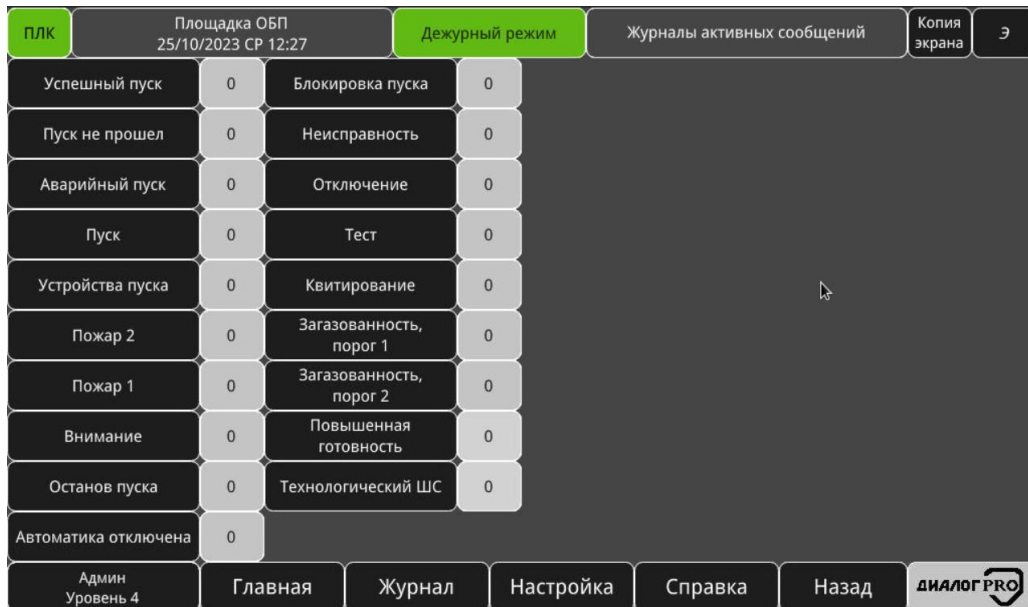 ПЛК
Площадка ОБП
25/10/2023 СР 12:27
Дежурный режим
Журналы активных сообщений
Копия
экрана
Э
Успешный пуск 0 Блокировка пуска 0
Пуск не прошел 0 Неисправность 0
Аварийный пуск 0 Отключение 0
Пуск 0 Тест 0
Устройства пуска 0 Квитирование 0
Пожар 2 0 Загазованность,
порог 1 0
Пожар 1 0 Загазованность,
порог 2 0
Внимание 0 Повышенная
готовность 0
Останов пуска 0 Технологический ШС 0
Автоматика отключена 0
Админ
Уровень 4
Главная
Журнал
Настройка
Справка
Назад
ДИАЛОГ PRO